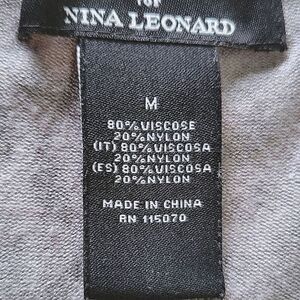 NINA LEONARD
M
80%VISCOSE
20%NYLON
(IT) 80%VISCOSA
20%NYLON
(ES) 80%VISCOSA
20%NYLON
MADE IN CHINA
RN 115070